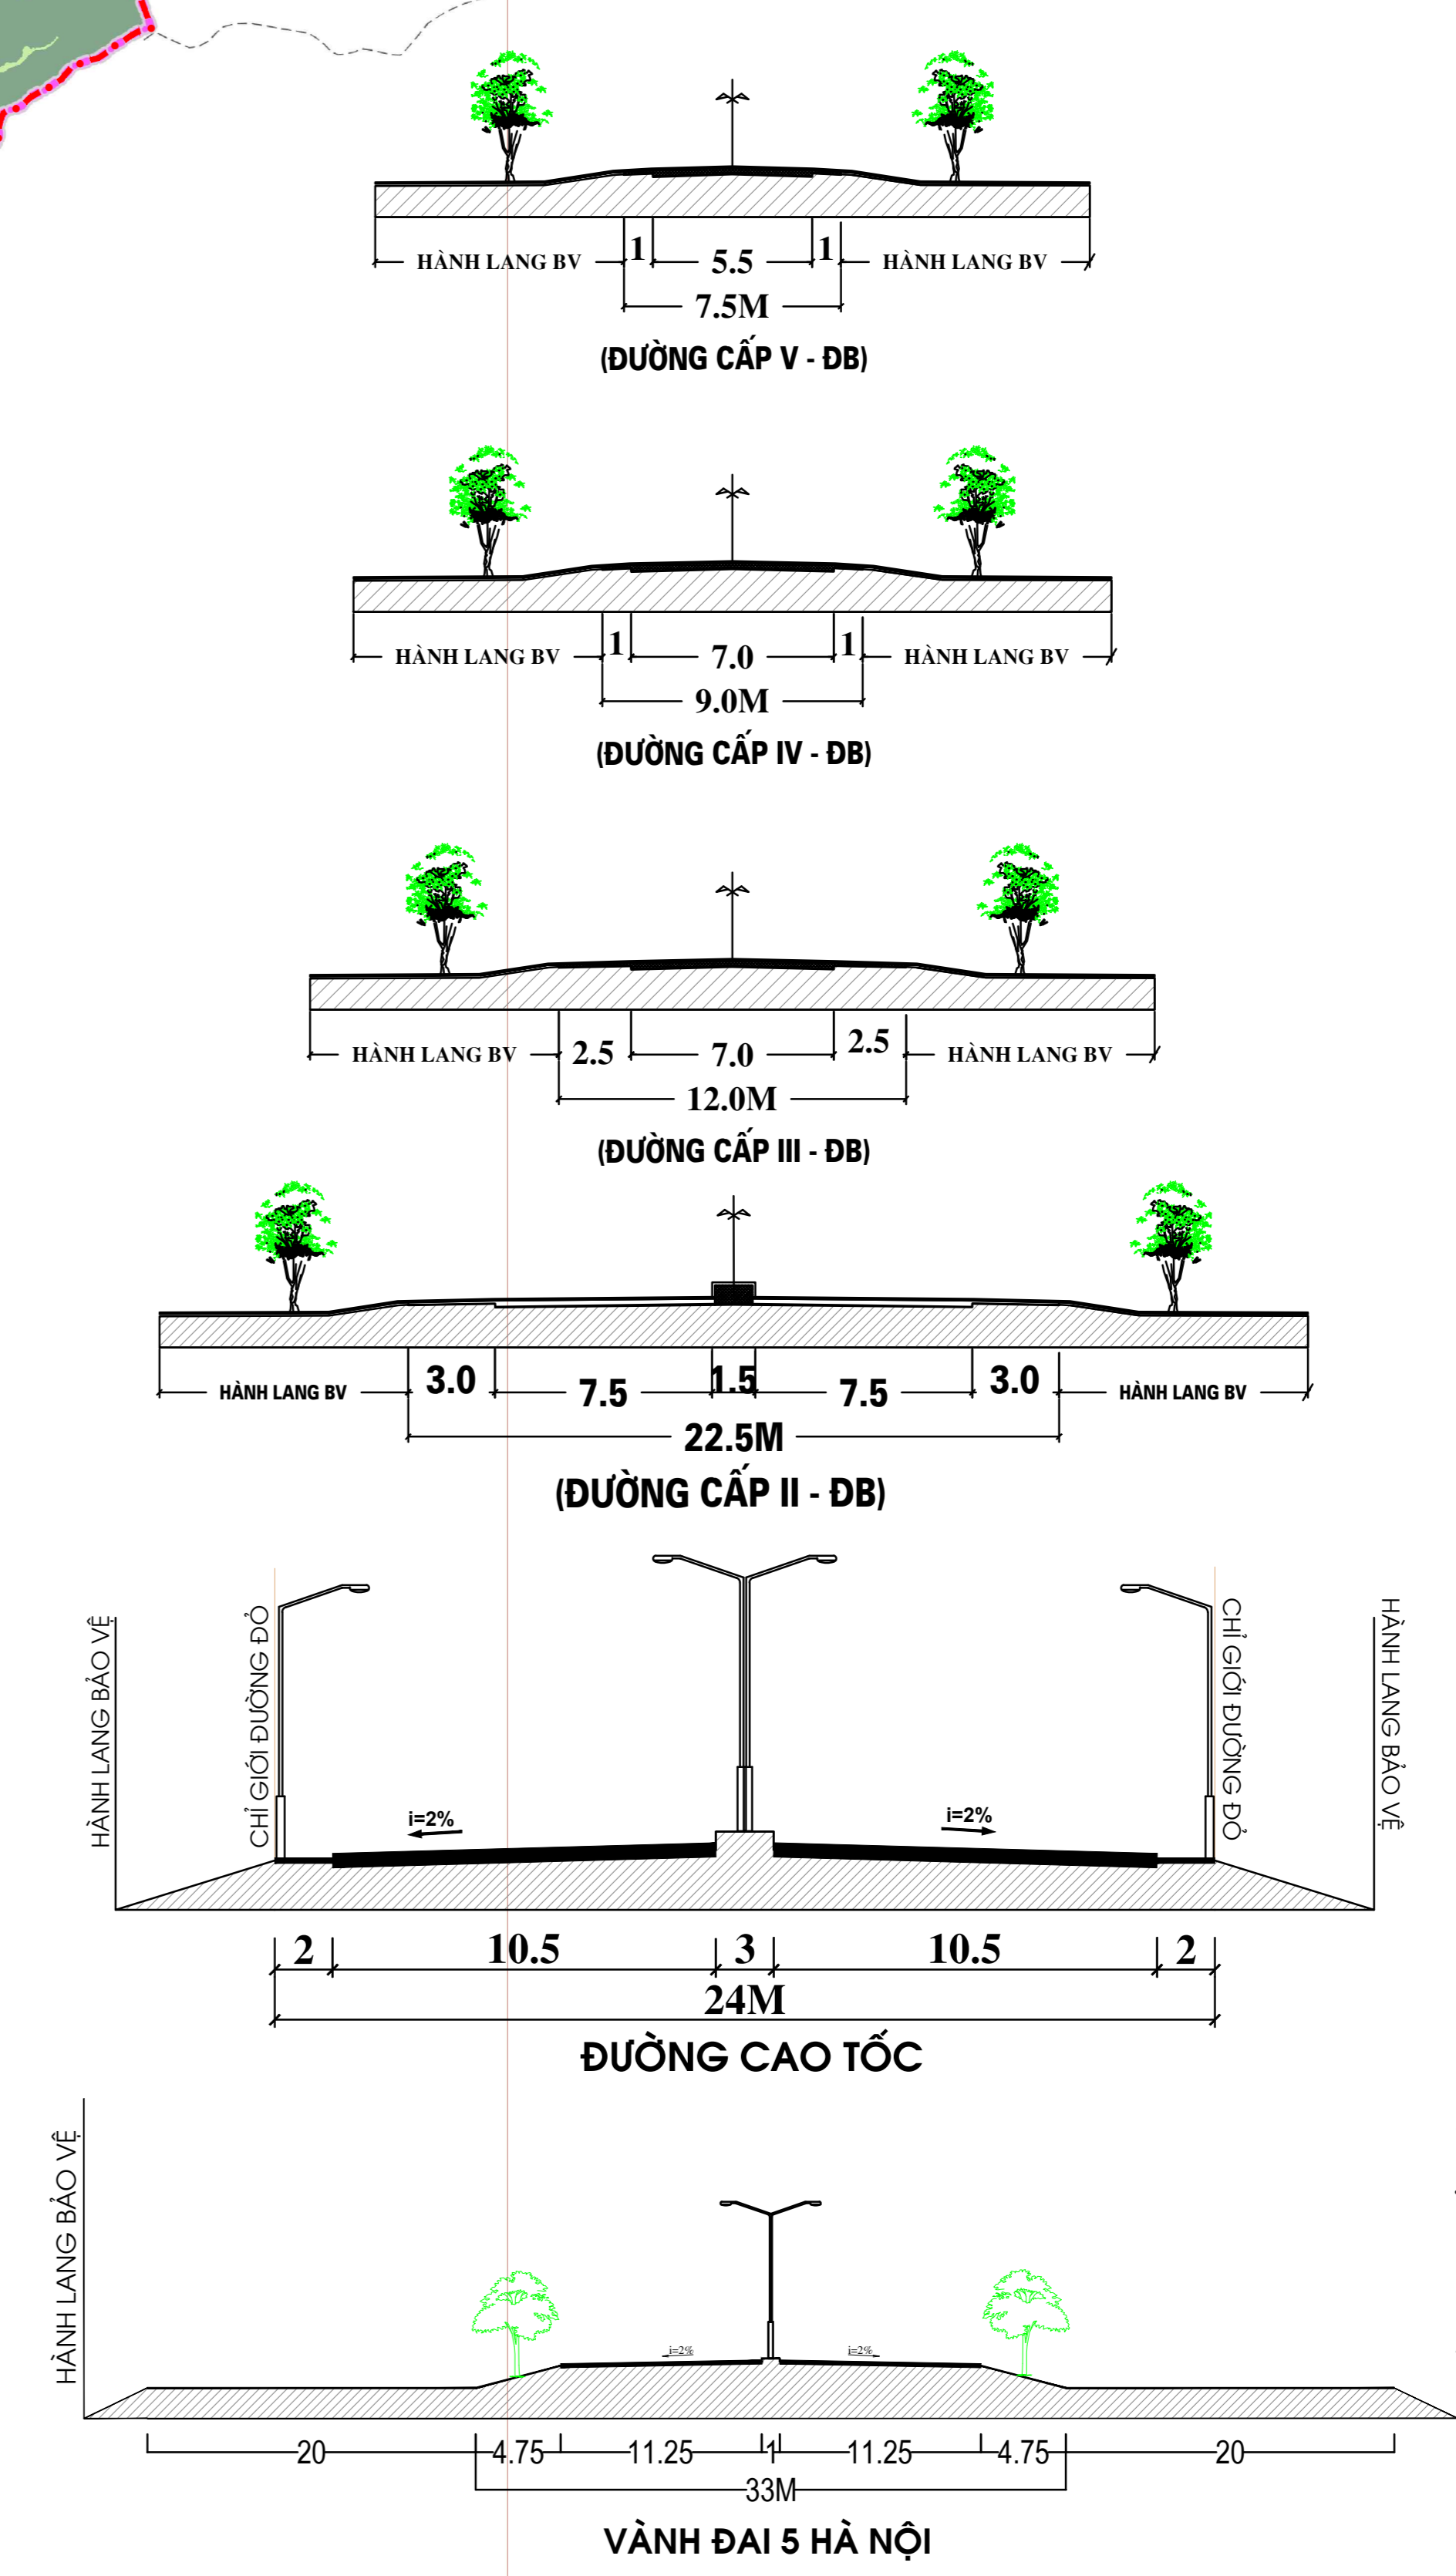 HÀNH LANG BV 1 5.5 1 HÀNH LANG BV
7.5M
(ĐƯỜNG CẤP V - ĐB)
HÀNH LANG BV 1 7.0 1 HÀNH LANG BV
9.0M
(ĐƯỜNG CẤP IV - ĐB)
HÀNH LANG BV 2.5 7.0 2.5 HÀNH LANG BV
12.0M
(ĐƯỜNG CẤP III - ĐB)
HÀNH LANG BV 3.0 7.5 1.5 7.5 3.0 HÀNH LANG BV
22.5M
(ĐƯỜNG CẤP II - ĐB)
HÀNH LANG BẢO VỆ
CHỈ GIỚI ĐƯỜNG ĐỎ
i=2%
i=2%
CHỈ GIỚI ĐƯỜNG ĐỎ
HÀNH LANG BẢO VỆ
2 10.5 3 10.5 2
24M
ĐƯỜNG CAO TỐC
HÀNH LANG BẢO VỆ
i=2%
i=2%
20 4.75 11.25 1 11.25 4.75 20
33M
VÀNH ĐAI 5 HÀ NỘI